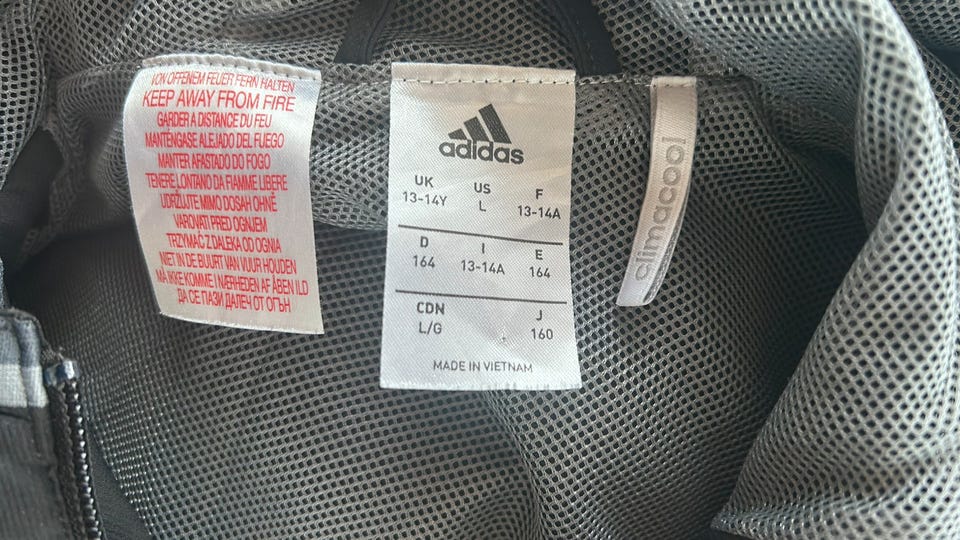 VON OFFENEM FEUER FERN HALTEN
KEEP AWAY FROM FIRE
GARDER A DISTANCE DU FEU
MANTÉNGASE ALEJADO DEL FUEGO
MANTER AFASTADO DO FOGO
TENERE LONTANO DA FIAMME LIBERE
UDRŽUJTE MIMO DOSAH OHNĚ
VAROVATI PRED OGNJEM
TRZYMAĆ Z DALEKA OD OGNIA
NIET IN DE BUURT VAN VUUR HOUDEN
MÅ IKKE KOMME I NÆRHEDEN AF ÅBEN ILD
ДА СЕ ПАЗИ ДАЛЕЧ ОТ ОГЪН
adidas
UK US F
13-14Y L 13-14A
D I E
164 13-14A 164
CDN J
L/G 160
MADE IN VIETNAM
climacool